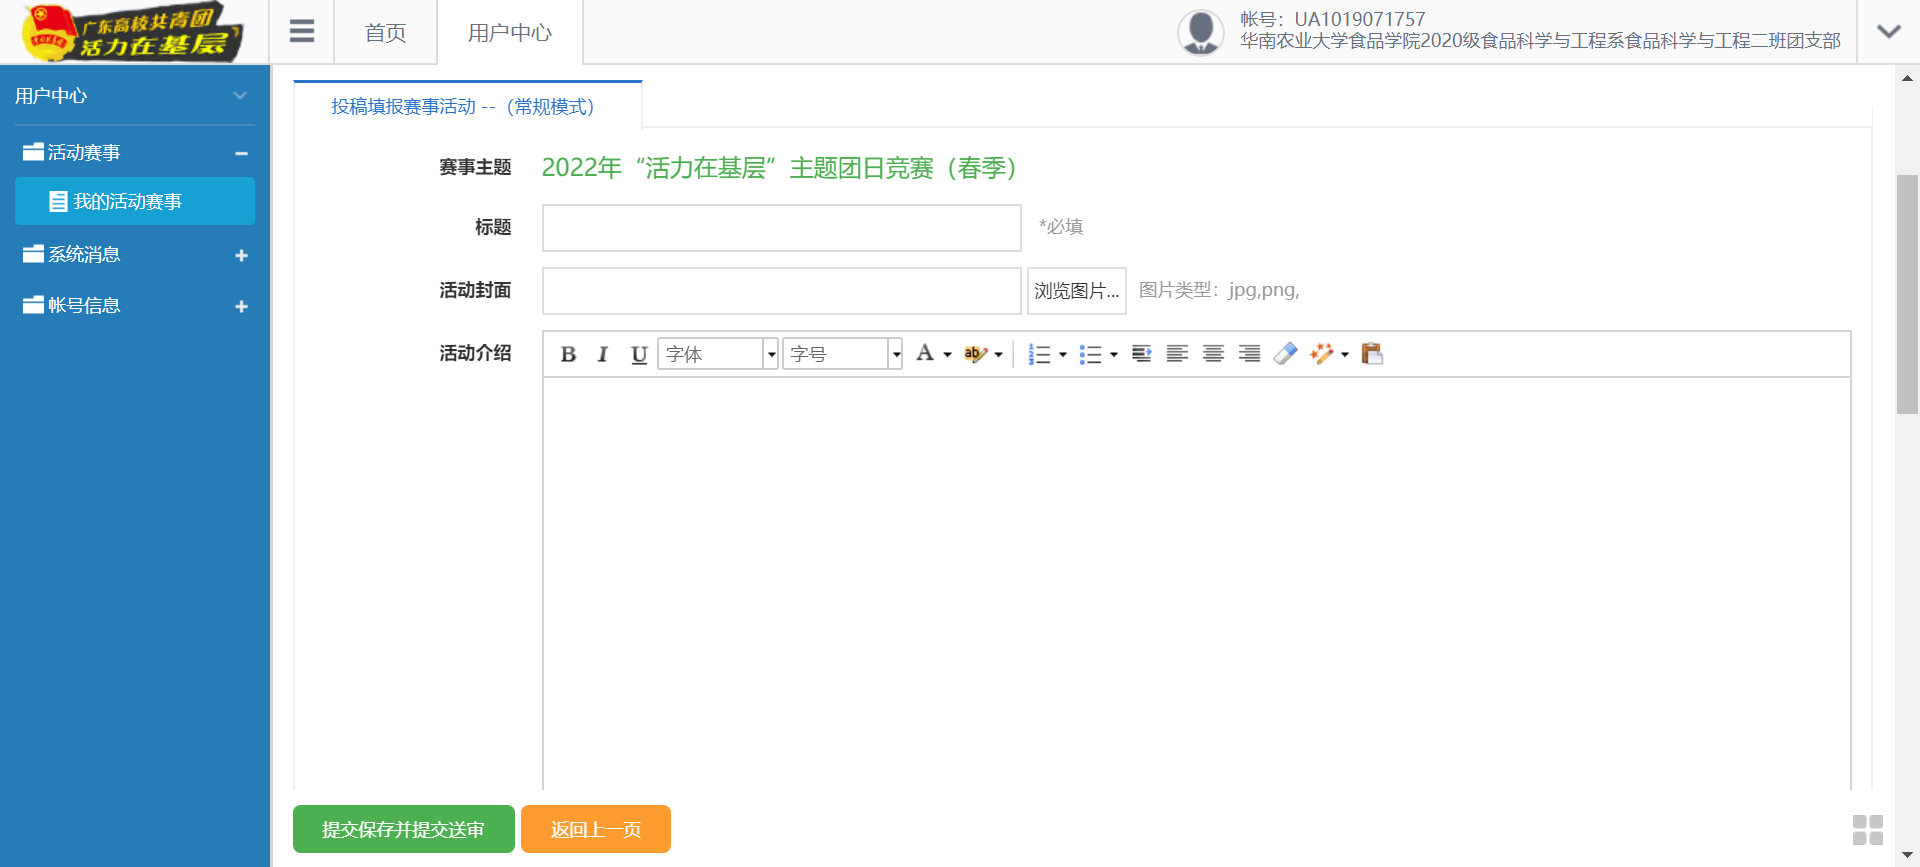 广东高校共青团
活力在基层
首页
用户中心
帐号：UA1019071757
华南农业大学食品学院2020级食品科学与工程系食品科学与工程二班团支部
用户中心
活动赛事
我的活动赛事
系统消息
帐号信息
投稿填报赛事活动 --（常规模式）
赛事主题 2022年“活力在基层”主题团日竞赛（春季）
标题 *必填
活动封面 浏览图片... 图片类型：jpg,png,
活动介绍 B I U 字体 字号 A ab
提交保存并提交送审 返回上一页